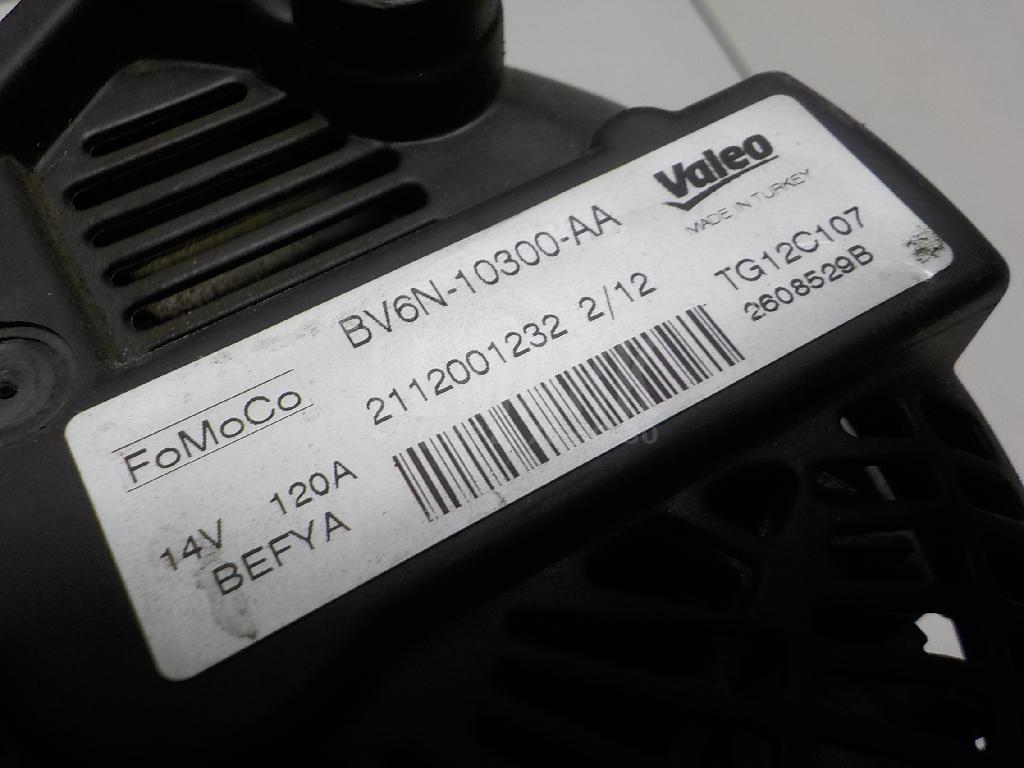 Valeo
MADE IN TURKEY
BV6N-10300-AA
TG12C107
2112001232 2/12
2608529B
FoMoCo
14V 120A
BEFYA